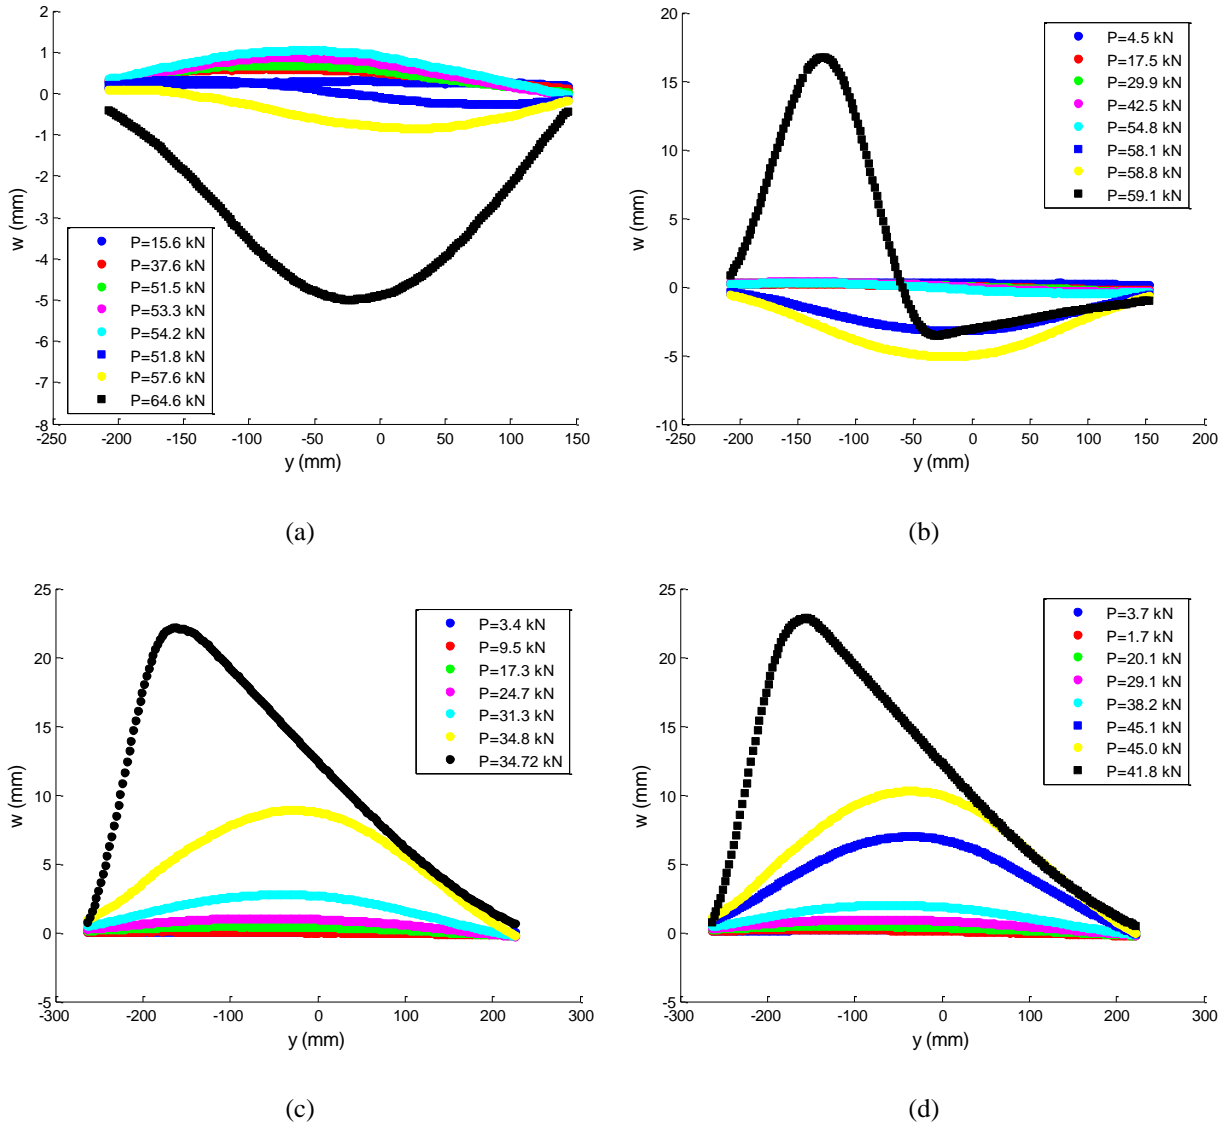 2
1
0
-1
-2
-3
-4
-5
-6
-7
-8
w (mm)
P=15.6 kN
P=37.6 kN
P=51.5 kN
P=53.3 kN
P=54.2 kN
P=51.8 kN
P=57.6 kN
P=64.6 kN
-250 -200 -150 -100 -50 0 50 100 150
y (mm)
(a)
20
15
10
5
0
-5
-10
w (mm)
P=4.5 kN
P=17.5 kN
P=29.9 kN
P=42.5 kN
P=54.8 kN
P=58.1 kN
P=58.8 kN
P=59.1 kN
-250 -200 -150 -100 -50 0 50 100 150 200
y (mm)
(b)
25
20
15
10
5
0
-5
w (mm)
P=3.4 kN
P=9.5 kN
P=17.3 kN
P=24.7 kN
P=31.3 kN
P=34.8 kN
P=34.72 kN
-300 -200 -100 0 100 200 300
y (mm)
(c)
25
20
15
10
5
0
-5
w (mm)
P=3.7 kN
P=1.7 kN
P=20.1 kN
P=29.1 kN
P=38.2 kN
P=45.1 kN
P=45.0 kN
P=41.8 kN
-300 -200 -100 0 100 200 300
y (mm)
(d)